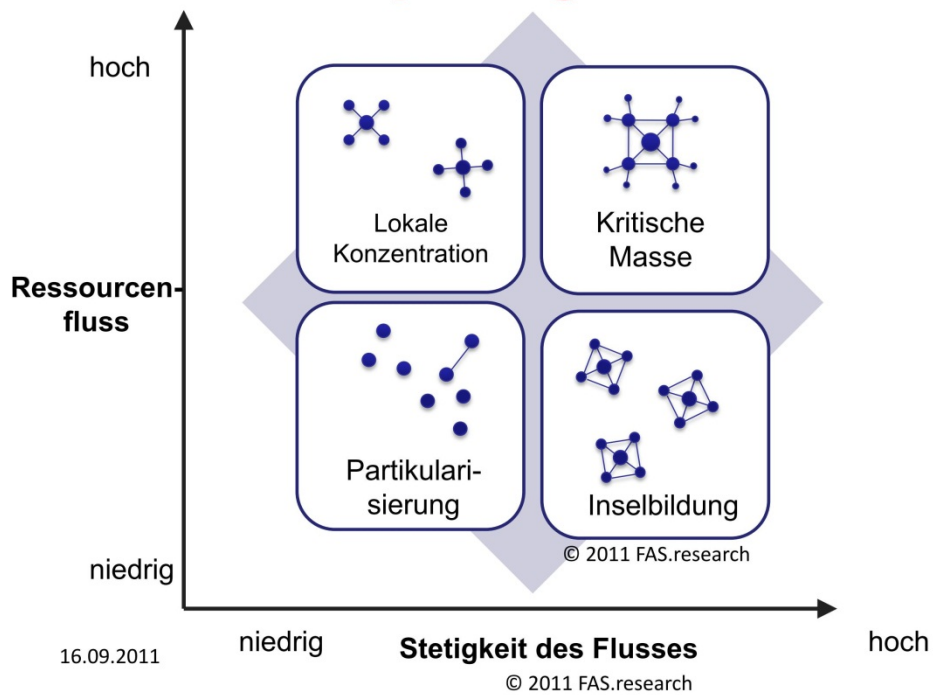 hoch
Lokale
Konzentration
Kritische
Masse
Ressourcen
fluss
Partikulari-
sierung
Inselbildung
© 2011 FAS.research
niedrig
niedrig
Stetigkeit des Flusses
hoch
16.09.2011
© 2011 FAS.research